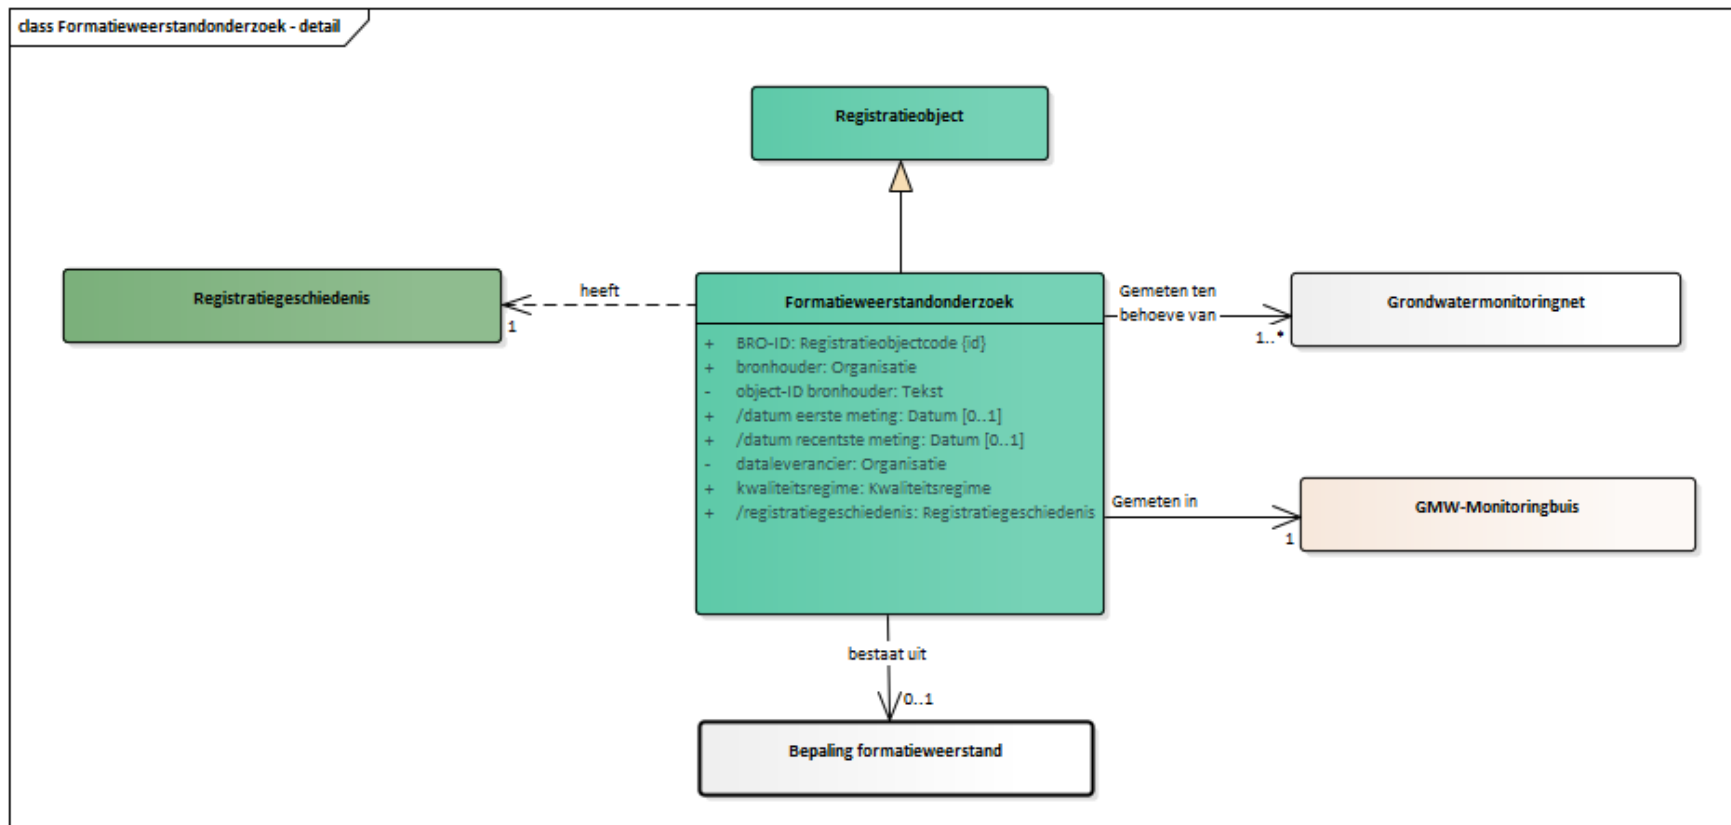 class Formatieweerstandonderzoek - detail
Registratieobject
Registratiegeschiedenis
heeft
1
Formatieweerstandonderzoek
+ BRO-ID: Registratieobjectcode {id}
+ bronhouder: Organisatie
- object-ID bronhouder: Tekst
+ /datum eerste meting: Datum [0..1]
+ /datum recentste meting: Datum [0..1]
- dataleverancier: Organisatie
+ kwaliteitsregime: Kwaliteitsregime
+ /registratiegeschiedenis: Registratiegeschiedenis
Gemeten ten
behoeve van
1..*
Grondwatermonitoringnet
Gemeten in
1
GMW-Monitoringbuis
bestaat uit
0..1
Bepaling formatieweerstand